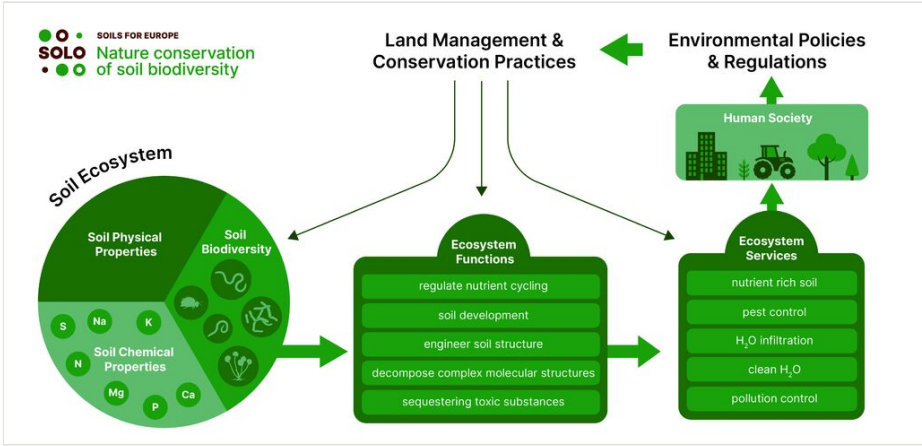 SOILS FOR EUROPE
SOLO
Nature conservation
of soil biodiversity
Land Management &
Conservation Practices
Environmental Policies
& Regulations
Human Society
Soil Ecosystem
Soil Physical
Properties
Soil
Biodiversity
S
Na
K
Soil Chemical
Properties
N
Mg
P
Ca
Ecosystem
Functions
regulate nutrient cycling
soil development
engineer soil structure
decompose complex molecular structures
sequestering toxic substances
Ecosystem
Services
nutrient rich soil
pest control
H₂O infiltration
clean H₂O
pollution control